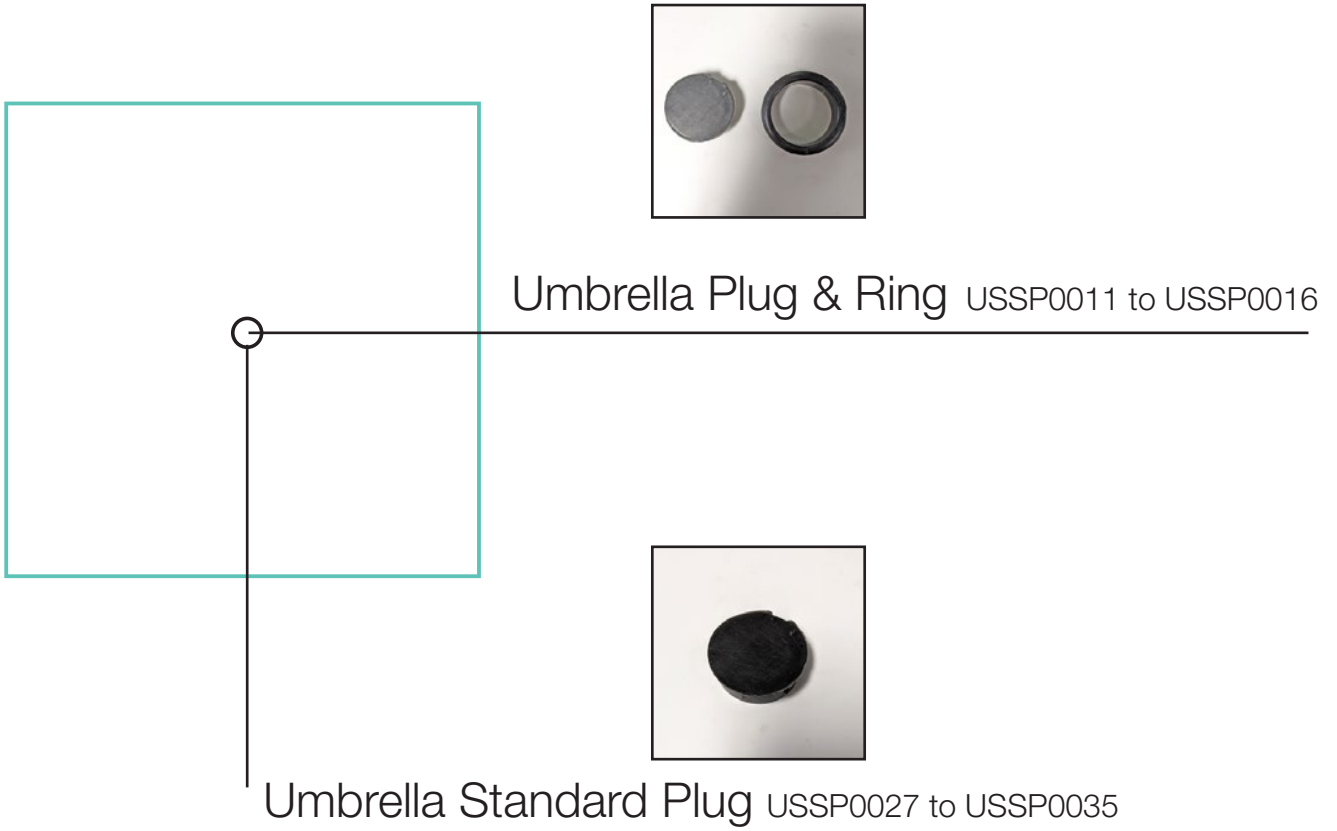 Umbrella Plug & Ring USSP0011 to USSP0016
Umbrella Standard Plug USSP0027 to USSP0035